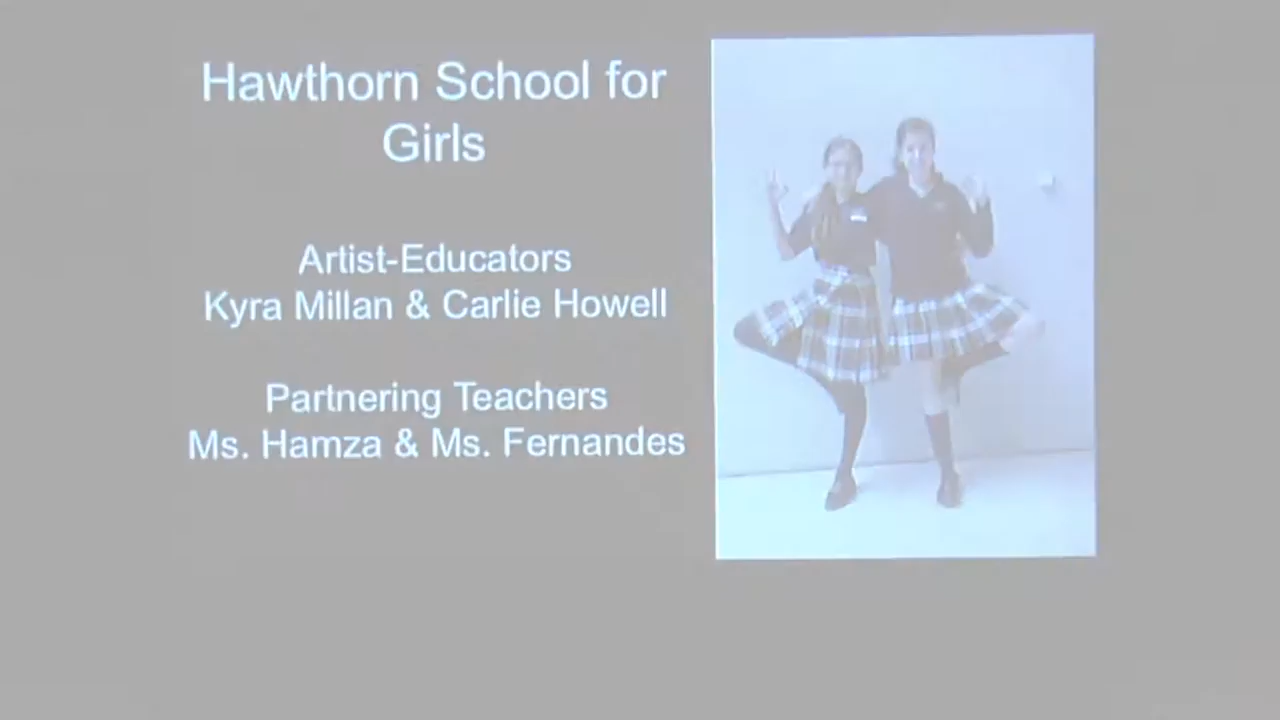 Hawthorn School for
Girls
Artist-Educators
Kyra Millan & Carlie Howell
Partnering Teachers
Ms. Hamza & Ms. Fernandes